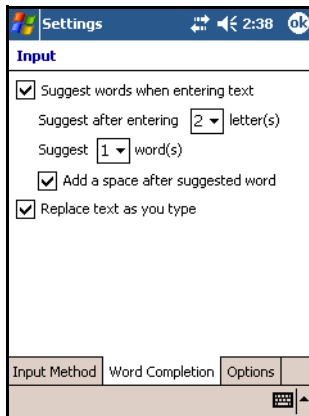 Settings 2:38 ok
Input
Suggest words when entering text
Suggest after entering 2 letter(s)
Suggest 1 word(s)
Add a space after suggested word
Replace text as you type
Input Method Word Completion Options